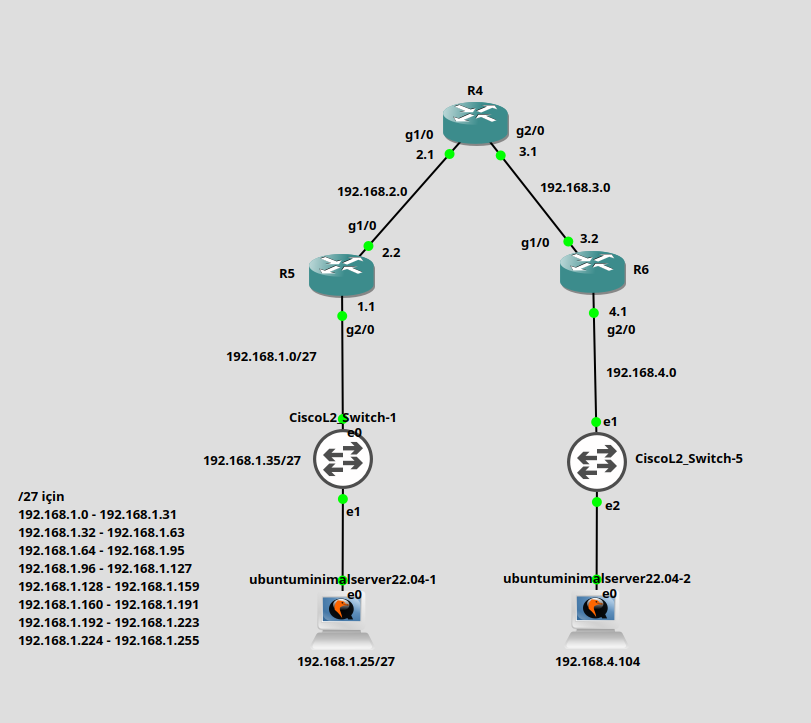 R4
g1/0
g2/0
2.1
3.1
192.168.2.0
192.168.3.0
g1/0
2.2
g1/0
3.2
R5
R6
1.1
g2/0
4.1
g2/0
192.168.1.0/27
192.168.4.0
CiscoL2_Switch-1
e0
e1
192.168.1.35/27
CiscoL2_Switch-5
/27 için
192.168.1.0 - 192.168.1.31
192.168.1.32 - 192.168.1.63
192.168.1.64 - 192.168.1.95
192.168.1.96 - 192.168.1.127
192.168.1.128 - 192.168.1.159
192.168.1.160 - 192.168.1.191
192.168.1.192 - 192.168.1.223
192.168.1.224 - 192.168.1.255
e1
e2
ubuntuminimalserver22.04-1
e0
ubuntuminimalserver22.04-2
e0
192.168.1.25/27
192.168.4.104